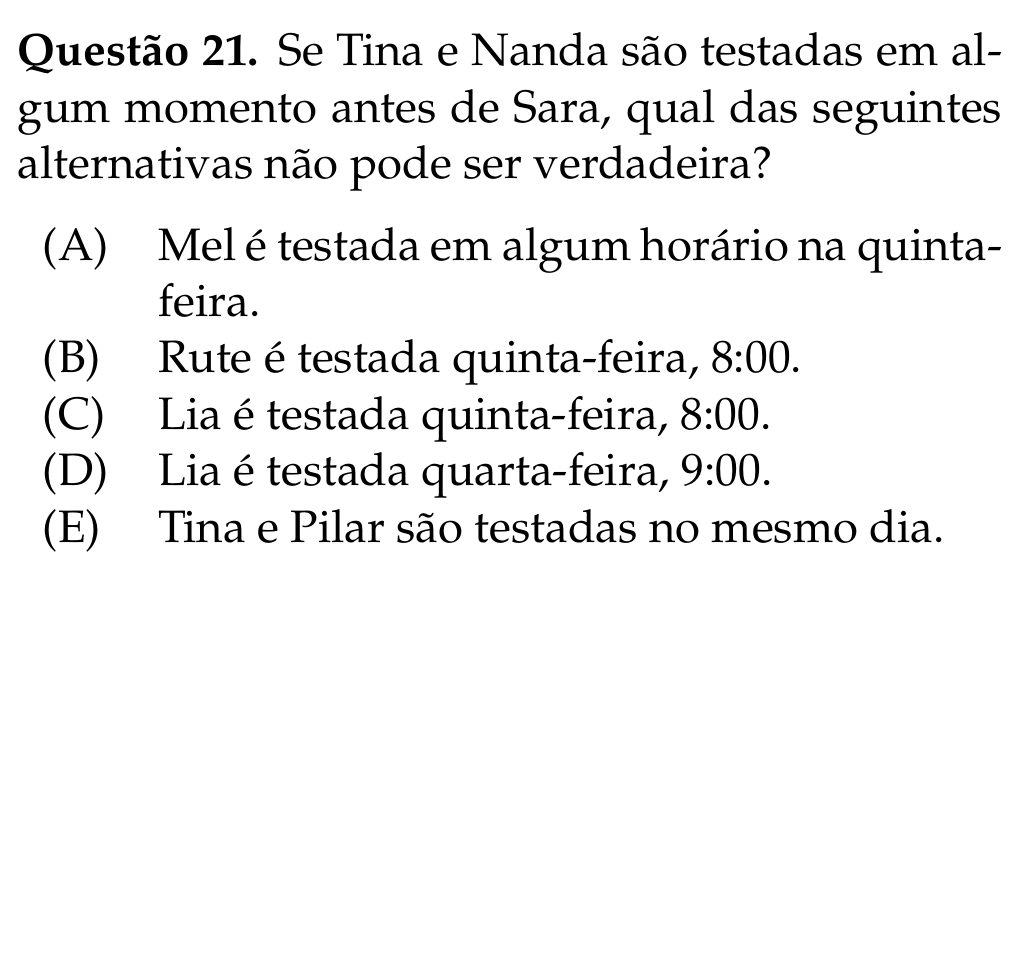 Questão 21. Se Tina e Nanda são testadas em al-
gum momento antes de Sara, qual das seguintes
alternativas não pode ser verdadeira?
(A) Mel é testada em algum horário na quinta-
feira.
(B) Rute é testada quinta-feira, 8:00.
(C) Lia é testada quinta-feira, 8:00.
(D) Lia é testada quarta-feira, 9:00.
(E) Tina e Pilar são testadas no mesmo dia.